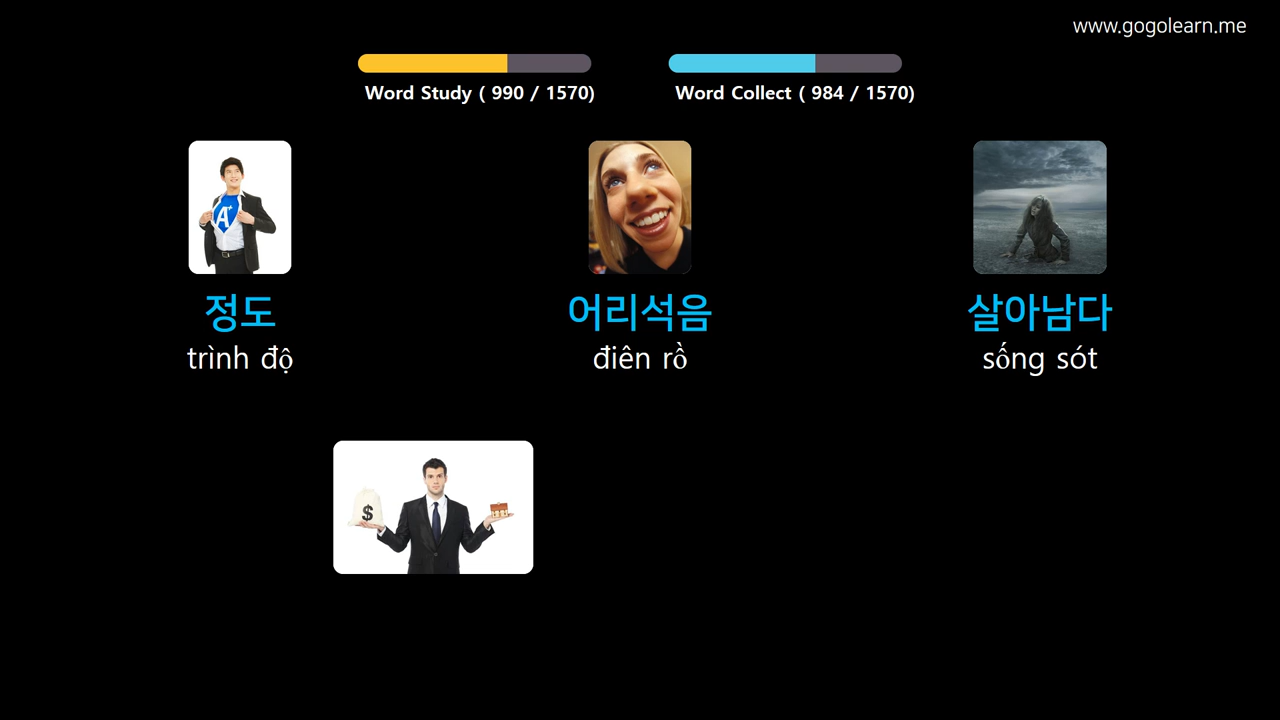 www.gogolearn.me
Word Study ( 990 / 1570)
Word Collect ( 984 / 1570)
A+
정도
어리석음
살아남다
trình độ
điên rồ
sống sót
$